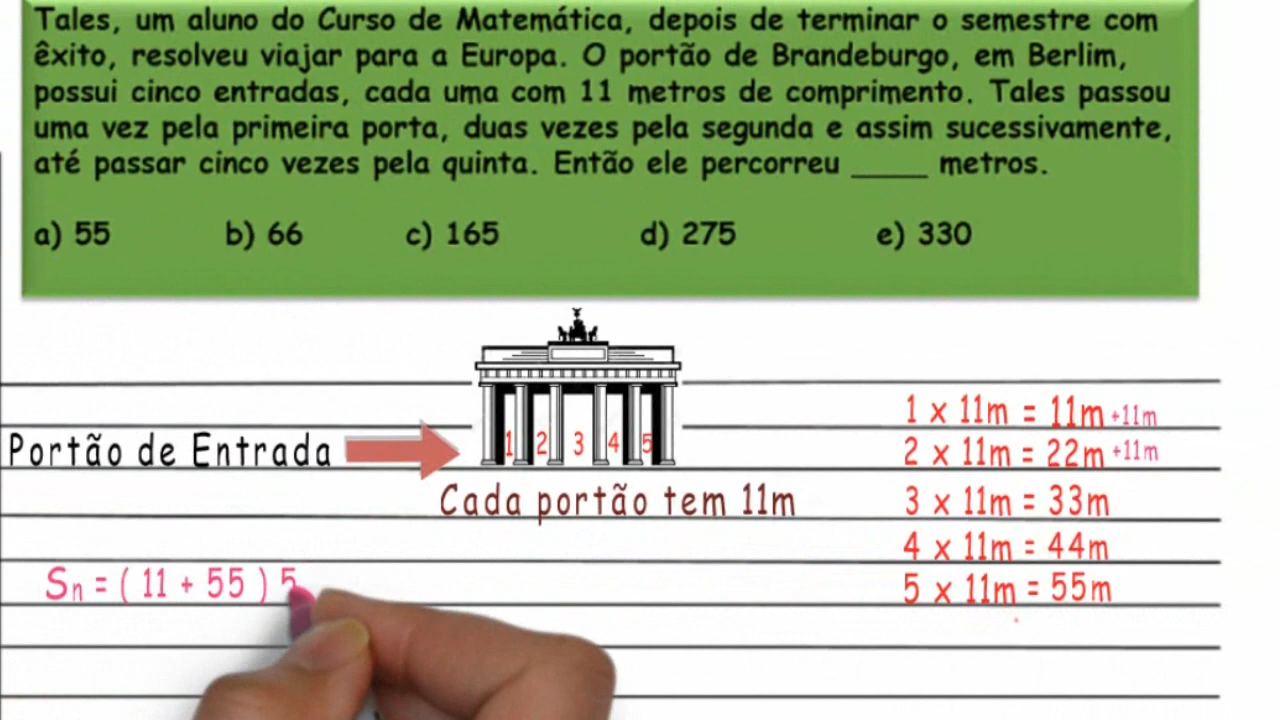 Tales, um aluno do Curso de Matemática, depois de terminar o semestre com
êxito, resolveu viajar para a Europa. O portão de Brandeburgo, em Berlim,
possui cinco entradas, cada uma com 11 metros de comprimento. Tales passou
uma vez pela primeira porta, duas vezes pela segunda e assim sucessivamente,
até passar cinco vezes pela quinta. Então ele percorreu ____ metros.
a) 55 b) 66 c) 165 d) 275 e) 330
Portão de Entrada
1 2 3 4 5
Cada portão tem 11m
1 x 11m = 11m +11m
2 x 11m = 22m +11m
3 x 11m = 33m
4 x 11m = 44m
5 x 11m = 55m
Sn = ( 11 + 55 ) 5